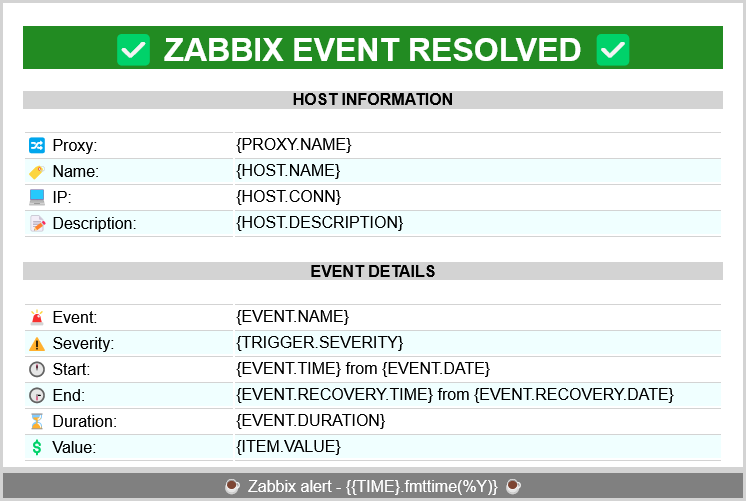 ✅ ZABBIX EVENT RESOLVED ✅
HOST INFORMATION
🔀 Proxy: {PROXY.NAME}
🏷️ Name: {HOST.NAME}
💻 IP: {HOST.CONN}
📝 Description: {HOST.DESCRIPTION}
EVENT DETAILS
🚨 Event: {EVENT.NAME}
⚠️ Severity: {TRIGGER.SEVERITY}
🕛 Start: {EVENT.TIME} from {EVENT.DATE}
🕒 End: {EVENT.RECOVERY.TIME} from {EVENT.RECOVERY.DATE}
⏳ Duration: {EVENT.DURATION}
💲 Value: {ITEM.VALUE}
☕ Zabbix alert - {{TIME}.fmttime(%Y)} ☕